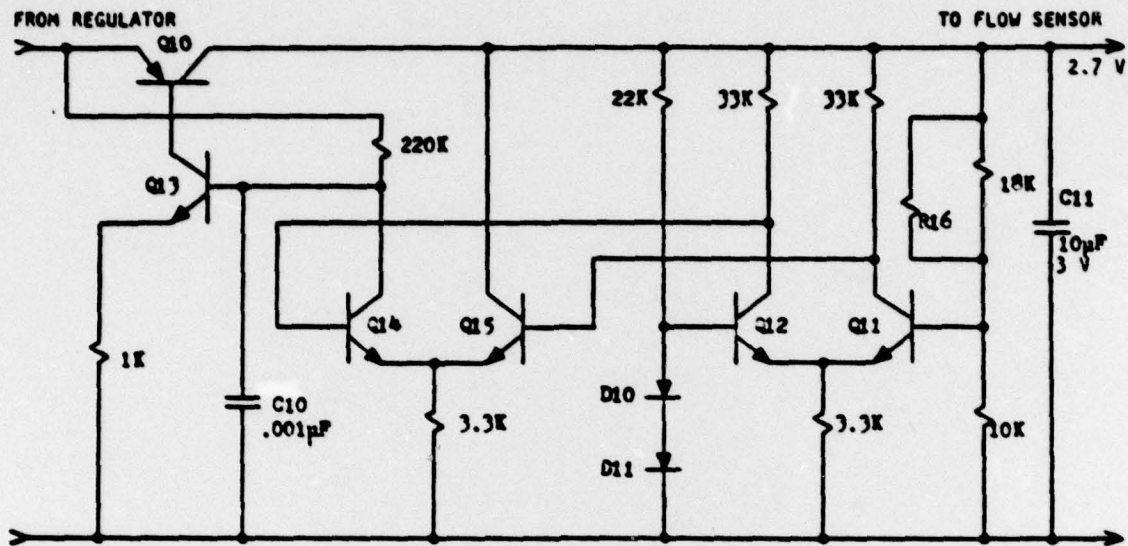 FROM REGULATOR
TO FLOW SENSOR
Q10
2.7 V
22K
33K
33K
220K
Q13
18K
C11
R16
10µF
3 V
Q14
Q15
Q12
Q11
1K
D10
C10
.001µF
3.3K
3.3K
10K
D11